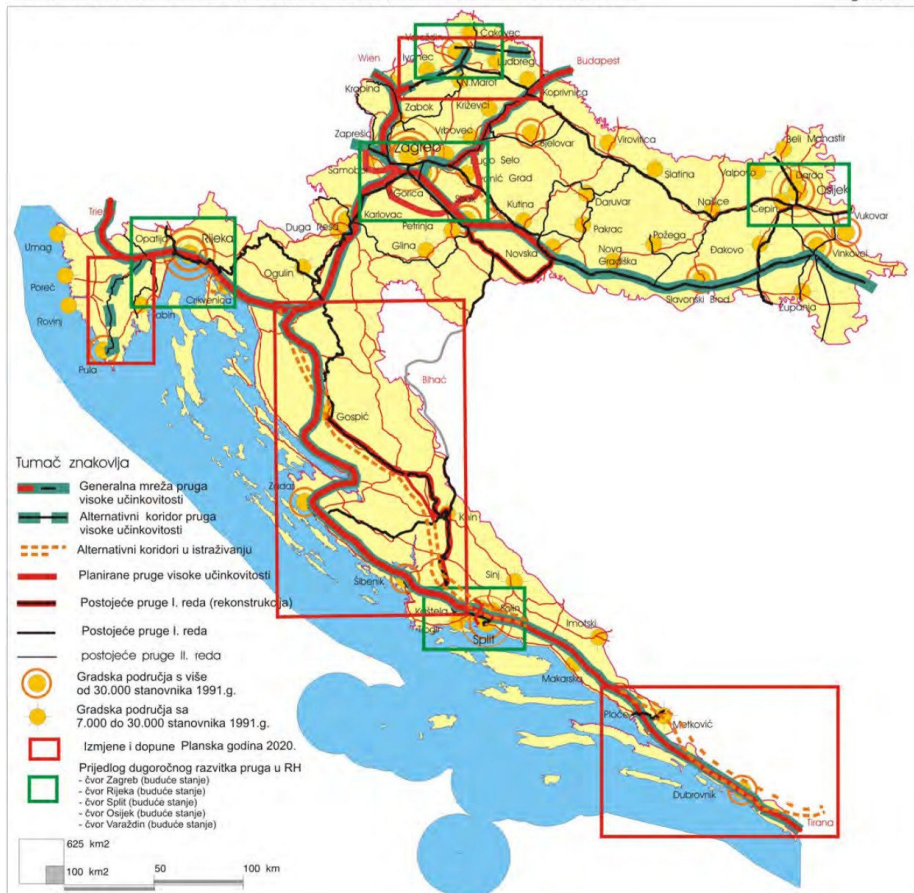 Čakovec
Varaždin
Ivanec
Ludbreg
Wien
Budapest
N.Marof
Krapina
Koprivnica
Zabok
Križevci
Vrbovec
Zaprešić
Bjelovar
Virovitica
Beli Manastir
Zagreb
Dugo Selo
Samobor
Slatina
Valpovo
Darda
Ivanić Grad
Osijek
Gorica
Sisak
Kutina
Daruvar
Našice
Čepin
Karlovac
Vukovar
Opatija
Rijeka
Duga Resa
Petrinja
Pakrac
Umag
Glina
Požega
Đakovo
Novska
Nova
Gradiška
Vinkovci
Ogulin
Poreč
Crikvenica
Slavonski Brod
Županja
Labin
Rovinj
Pula
Bihać
Gospić
Tumač znakovlja
Generalna mreža pruga
visoke učinkovitosti
Zadar
Alternativni koridor pruga
visoke učinkovitosti
Knin
Alternativni koridori u istraživanju
Planirane pruge visoke učinkovitosti
Šibenik
Sinj
Postojeće pruge I. reda (rekonstrukcija)
Kaštela
Solin
Postojeće pruge I. reda
Trogir
Split
Imotski
postojeće pruge II. reda
Makarska
Gradska područja s više
od 30.000 stanovnika 1991.g.
Gradska područja sa
7.000 do 30.000 stanovnika 1991.g.
Ploče
Metković
Izmjene i dopune Planska godina 2020.
Prijedlog dugoročnog razvitka pruga u RH
- čvor Zagreb (buduće stanje)
- čvor Rijeka (buduće stanje)
- čvor Split (buduće stanje)
- čvor Osijek (buduće stanje)
- čvor Varaždin (buduće stanje)
Dubrovnik
Tirana
625 km2
100 km2
50
100 km